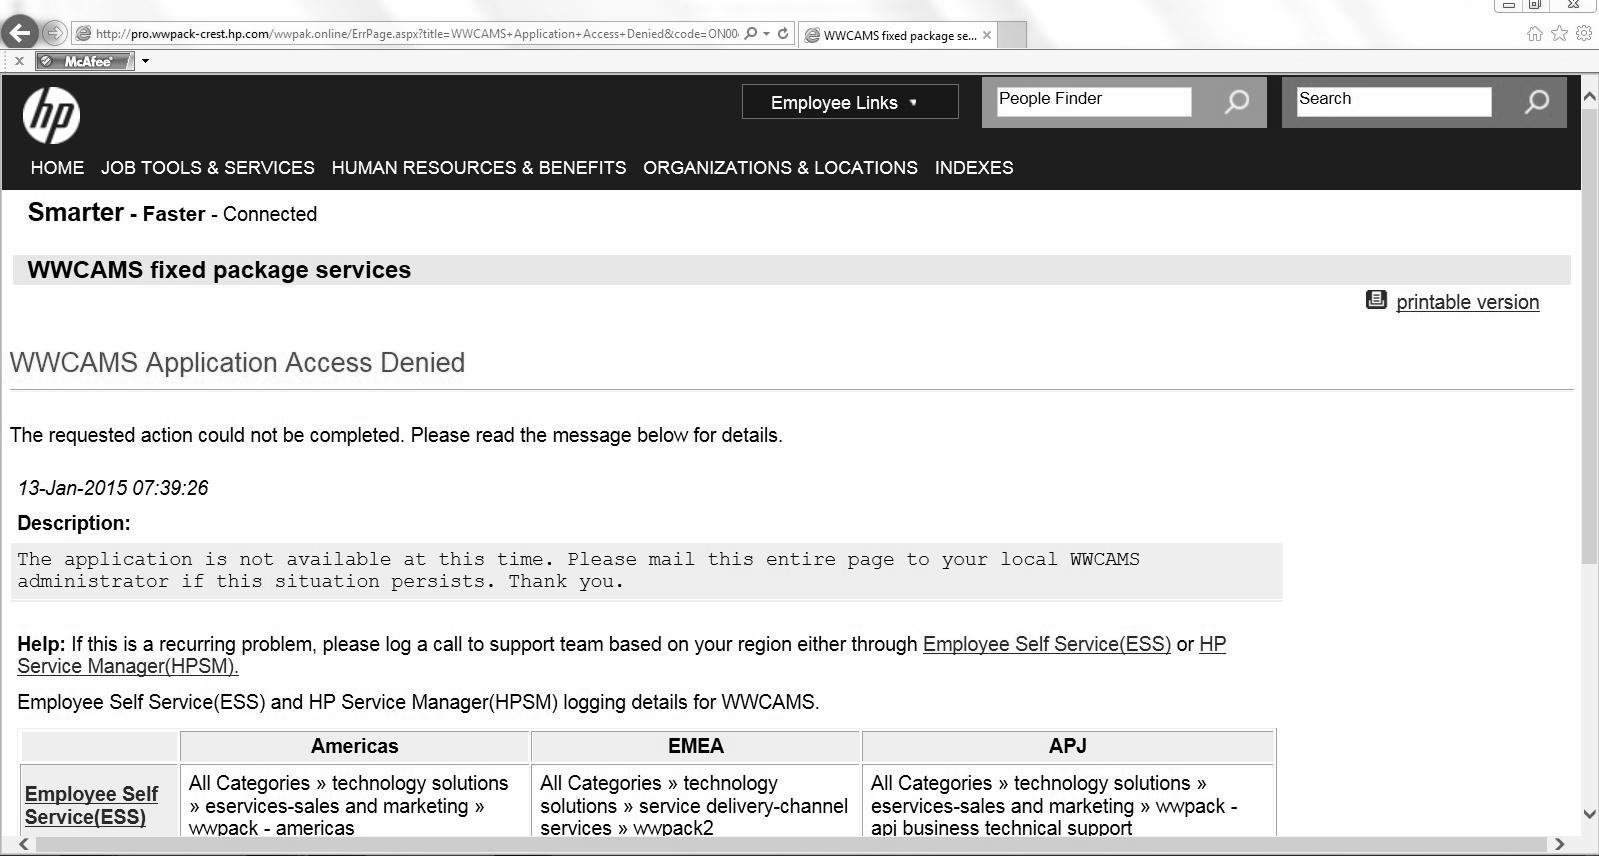 http://pro.wwpack-crest.hp.com/wwpak.online/ErrPage.aspx?title=WWCAMS+Application+Access+Denied&code=ON00
WWCAMS fixed package se...
McAfee
hp
Employee Links
People Finder
Search
HOME JOB TOOLS & SERVICES HUMAN RESOURCES & BENEFITS ORGANIZATIONS & LOCATIONS INDEXES
Smarter - Faster - Connected
WWCAMS fixed package services
printable version
WWCAMS Application Access Denied
The requested action could not be completed. Please read the message below for details.
13-Jan-2015 07:39:26
Description:
The application is not available at this time. Please mail this entire page to your local WWCAMS
administrator if this situation persists. Thank you.
Help: If this is a recurring problem, please log a call to support team based on your region either through Employee Self Service(ESS) or HP
Service Manager(HPSM).
Employee Self Service(ESS) and HP Service Manager(HPSM) logging details for WWCAMS.
Americas EMEA APJ
Employee Self
Service(ESS)
All Categories » technology solutions
» eservices-sales and marketing »
wwpack - americas
All Categories » technology
solutions » service delivery-channel
services » wwpack2
All Categories » technology solutions »
eservices-sales and marketing » wwpack -
apj business technical support